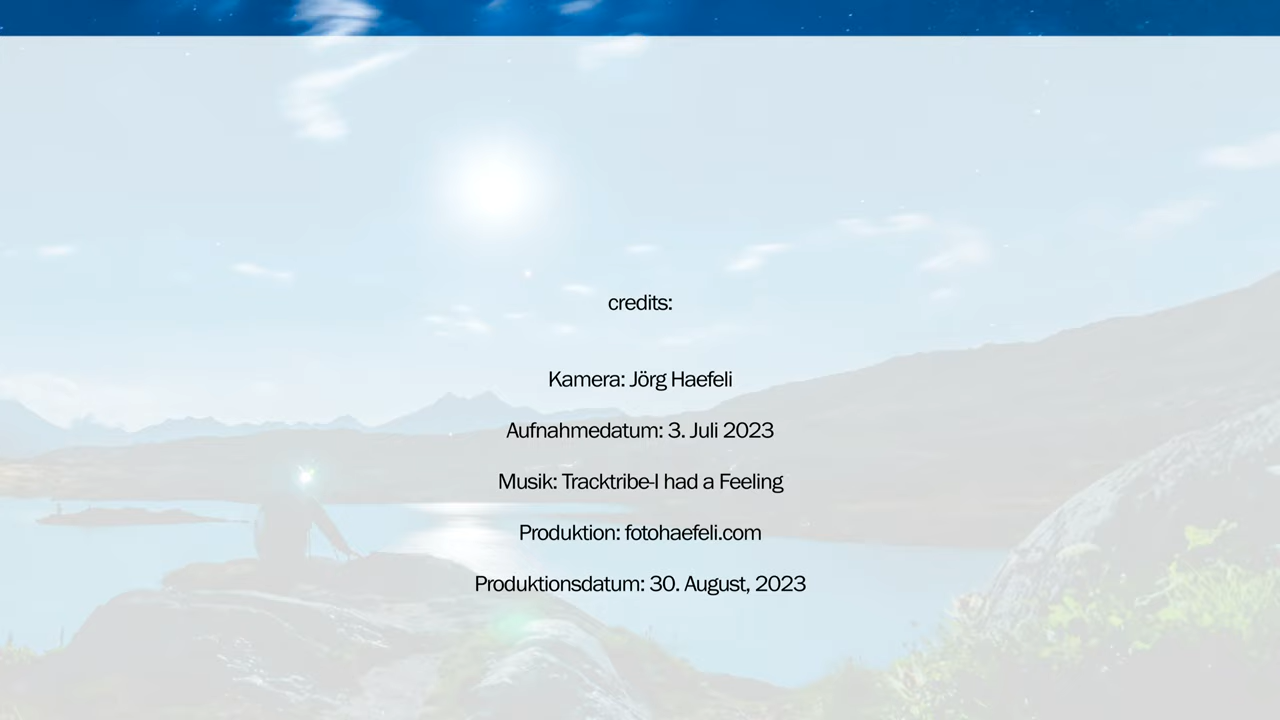 credits:
Kamera: Jörg Haefeli
Aufnahmedatum: 3. Juli 2023
Musik: Tracktribe-I had a Feeling
Produktion: fotohaefeli.com
Produktionsdatum: 30. August, 2023